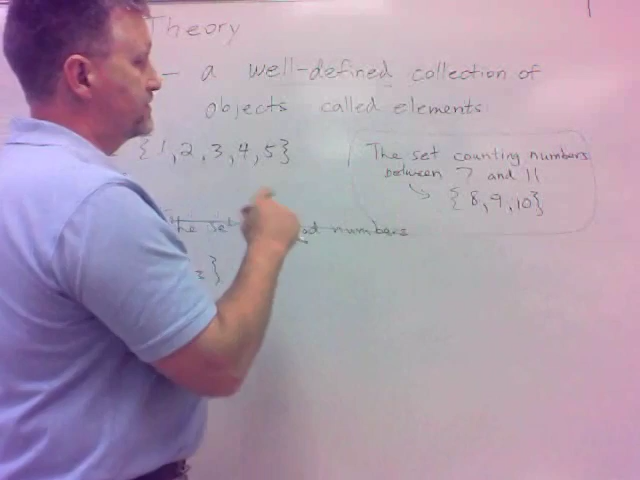 Theory
— a well-defined collection of
objects called elements
{1,2,3,4,5}
The set counting numbers
between 7 and 11
{8,9,10}
The set numbers
2}